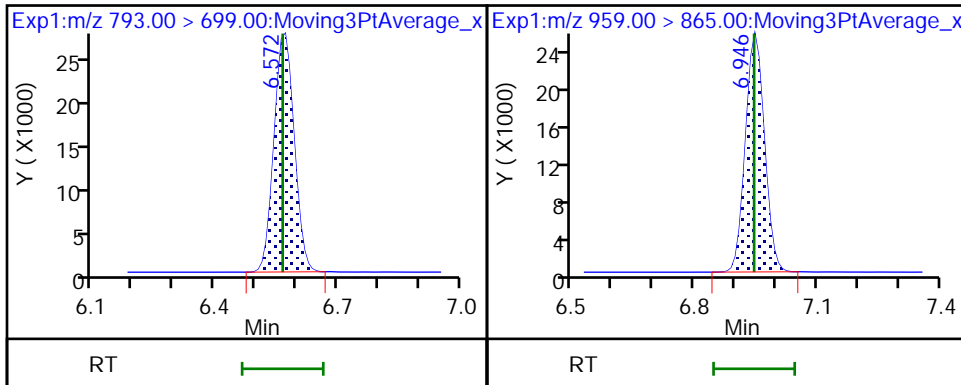 Exp1:m/z 793.00 > 699.00:Moving3PtAverage_x
25
20
15
10
5
0
Y ( X1000)
6.572
6.1 6.4 6.7 7.0
Min
RT
Exp1:m/z 959.00 > 865.00:Moving3PtAverage_x
24
20
16
12
8
4
0
Y ( X1000)
6.946
6.5 6.8 7.1 7.4
Min
RT